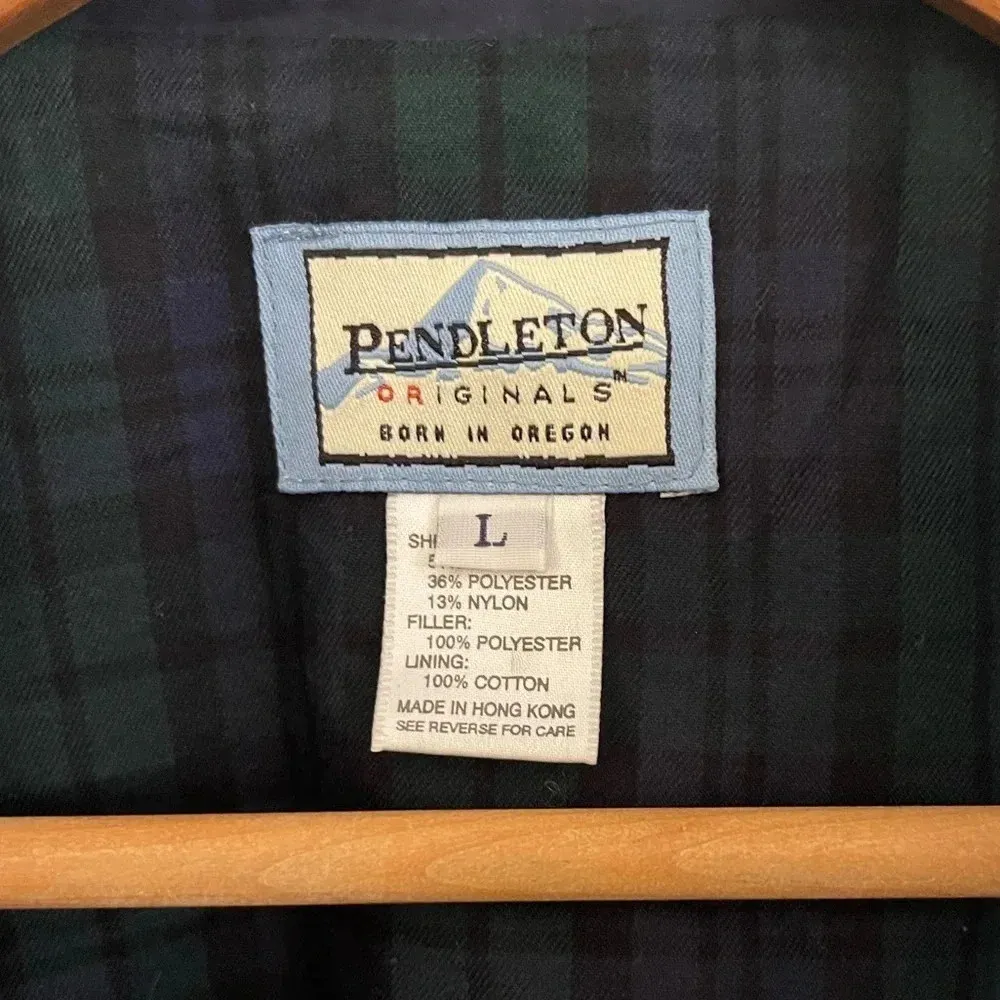 PENDLETON
ORIGINALS
BORN IN OREGON
L
36% POLYESTER
13% NYLON
FILLER:
100% POLYESTER
LINING:
100% COTTON
MADE IN HONG KONG
SEE REVERSE FOR CARE